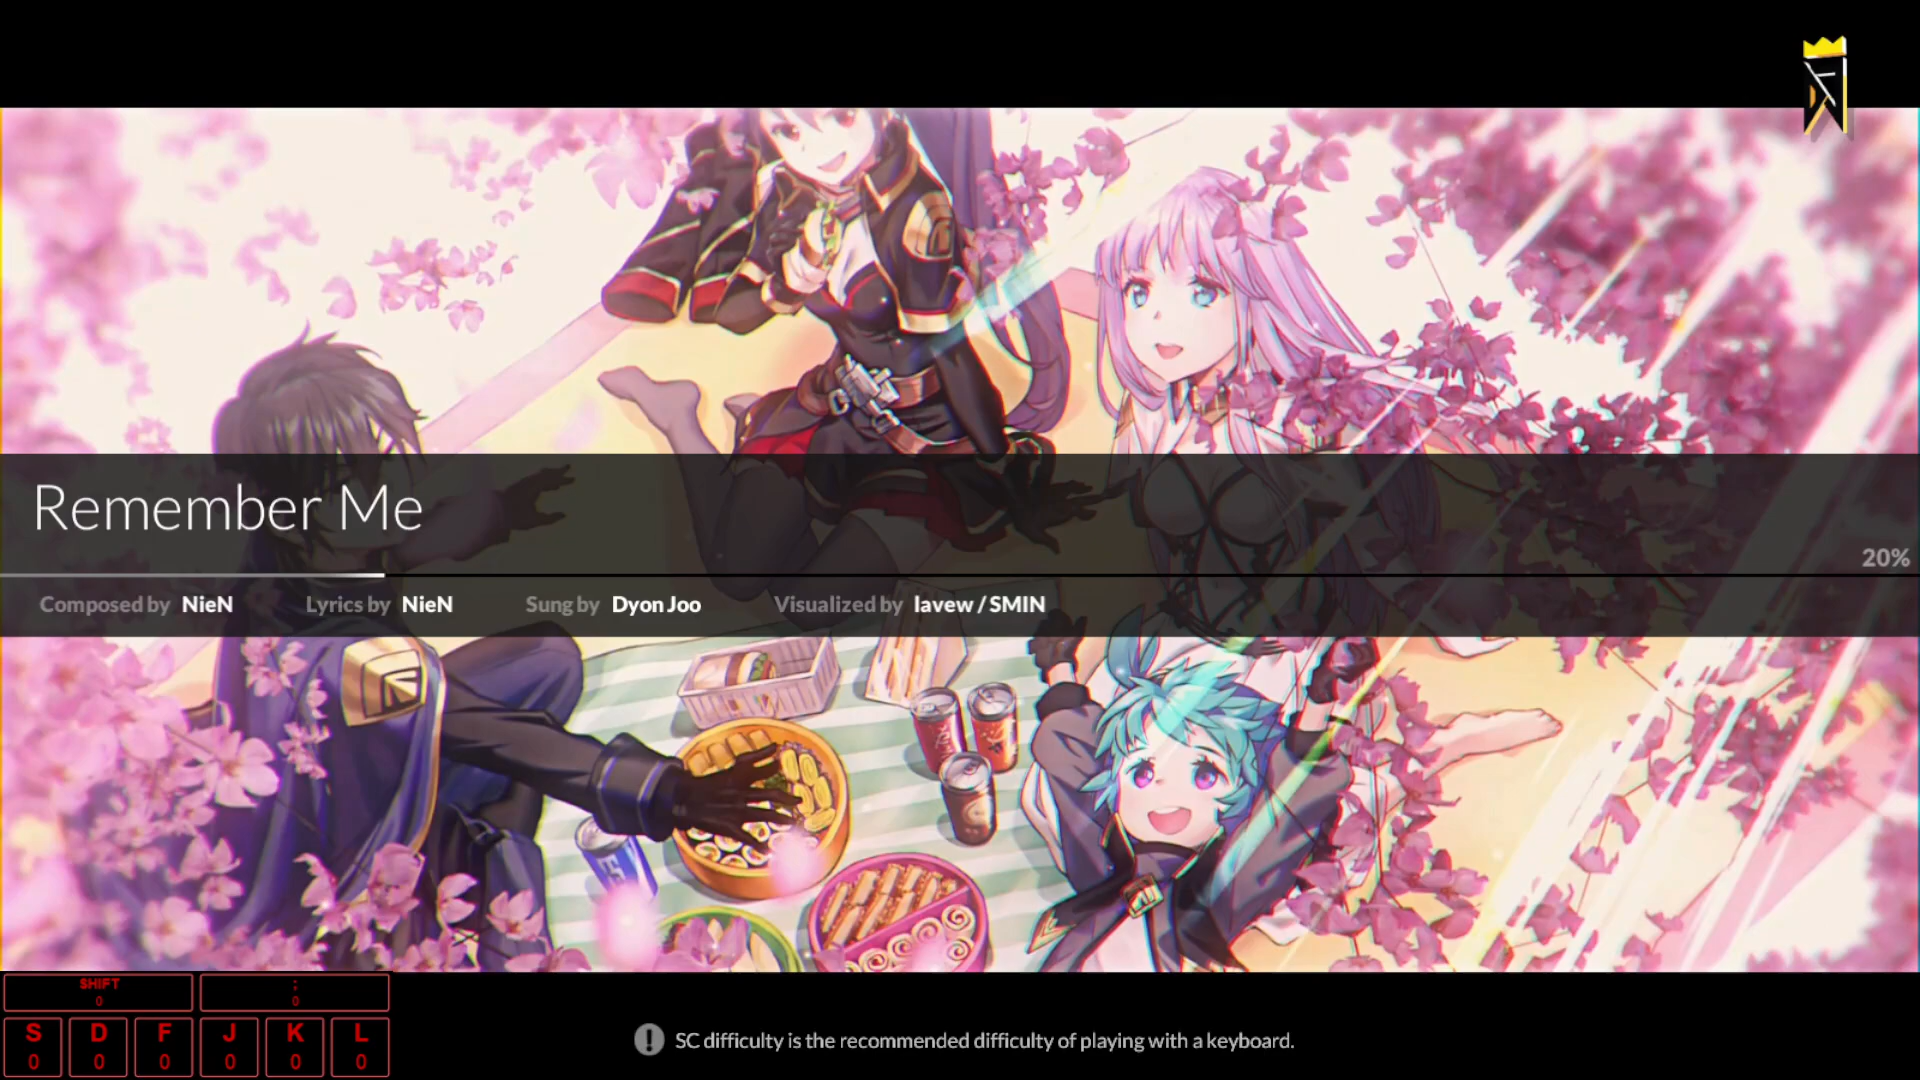 Remember Me
20%
Composed by NieN Lyrics by NieN Sung by Dyon Joo Visualized by lavew / SMIN
SHIFT
0
:
0
S D F J K L
0 0 0 0 0 0
SC difficulty is the recommended difficulty of playing with a keyboard.